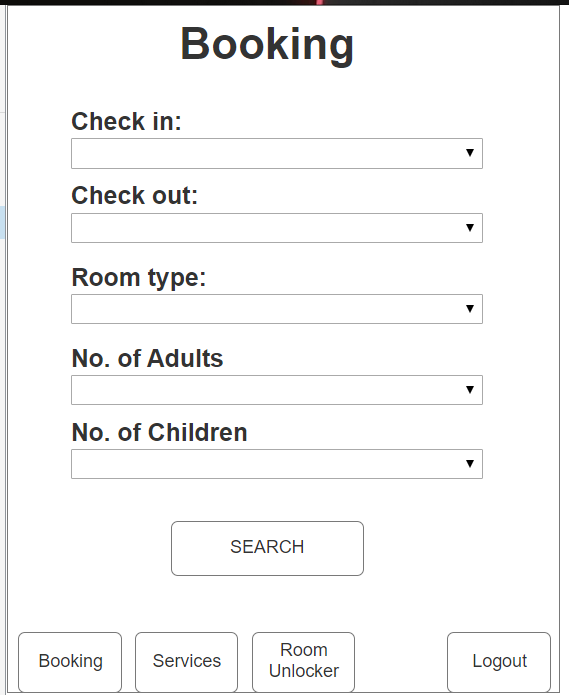 Booking
Check in:
Check out:
Room type:
No. of Adults
No. of Children
SEARCH
Booking
Services
Room
Unlocker
Logout